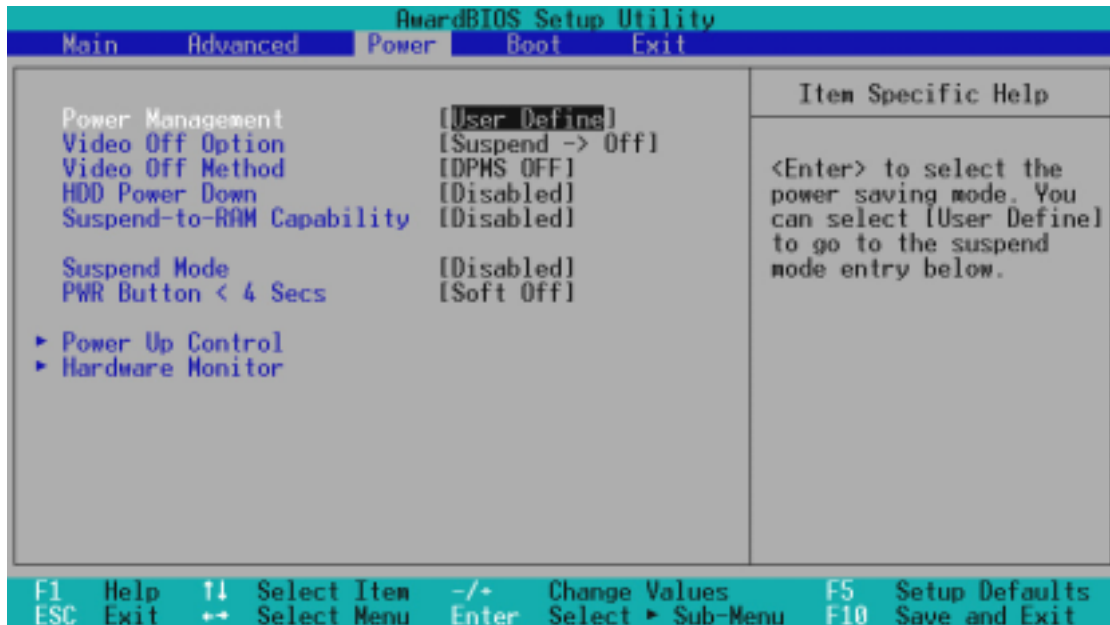 AwardBIOS Setup Utility
Main Advanced Power Boot Exit
Power Management [User Define]
Video Off Option [Suspend -> Off]
Video Off Method [DPMS OFF]
HDD Power Down [Disabled]
Suspend-to-RAM Capability [Disabled]
Suspend Mode [Disabled]
PWR Button < 4 Secs [Soft Off]
► Power Up Control
► Hardware Monitor
Item Specific Help
<Enter> to select the
power saving mode. You
can select [User Define]
to go to the suspend
mode entry below.
F1 Help ↑↓ Select Item -/+ Change Values F5 Setup Defaults
ESC Exit ←→ Select Menu Enter Select ► Sub-Menu F10 Save and Exit